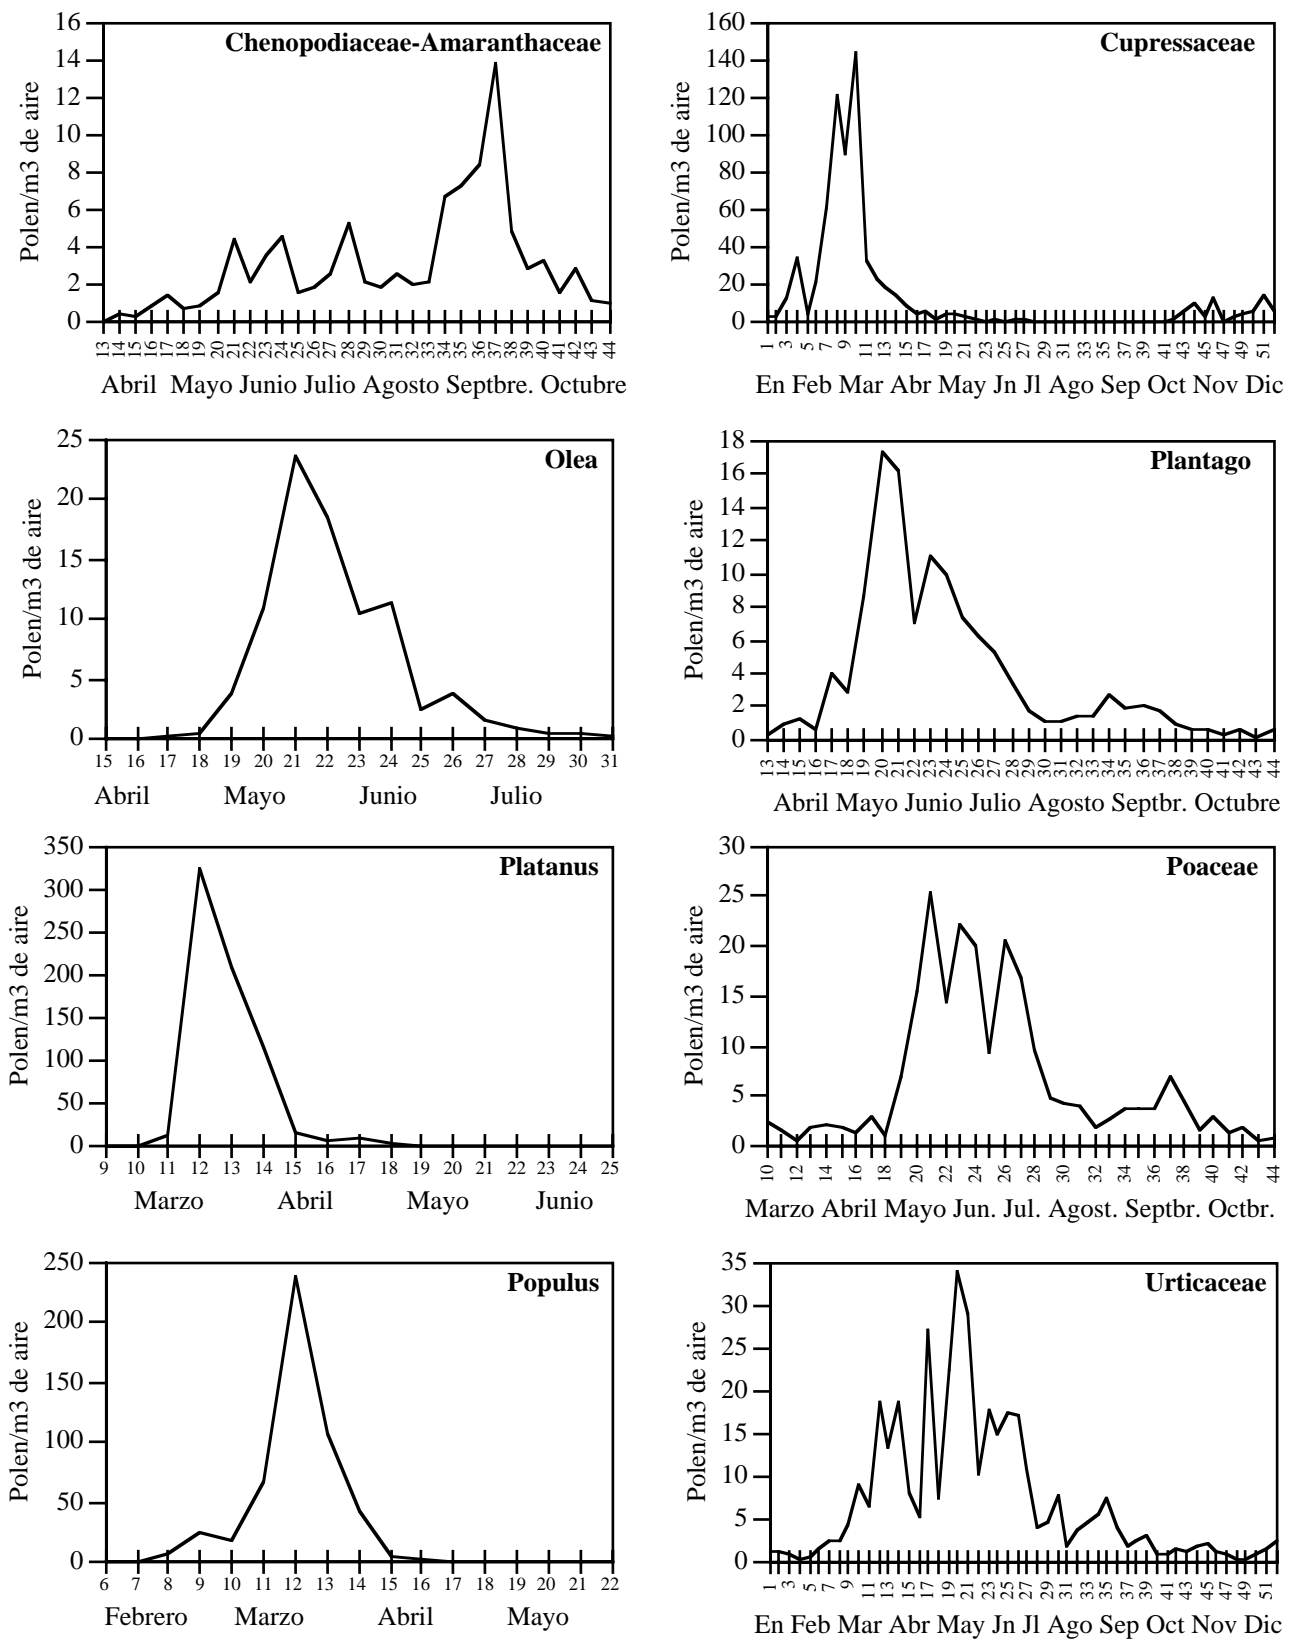 Chenopodiaceae-Amaranthaceae
Polen/m3 de aire
16
14
12
10
8
6
4
2
0
13 14 15 16 17 18 19 20 21 22 23 24 25 26 27 28 29 30 31 32 33 34 35 36 37 38 39 40 41 42 43 44
Abril Mayo Junio Julio Agosto Septbre. Octubre
Cupressaceae
Polen/m3 de aire
160
140
120
100
80
60
40
20
0
1 3 5 7 9 11 13 15 17 19 21 23 25 27 29 31 33 35 37 39 41 43 45 47 49 51
En Feb Mar Abr May Jn Jl Ago Sep Oct Nov Dic
Olea
Polen/m3 de aire
25
20
15
10
5
0
15 16 17 18 19 20 21 22 23 24 25 26 27 28 29 30 31
Abril Mayo Junio Julio
Plantago
Polen/m3 de aire
18
16
14
12
10
8
6
4
2
0
13 14 15 16 17 18 19 20 21 22 23 24 25 26 27 28 29 30 31 32 33 34 35 36 37 38 39 40 41 42 43 44
Abril Mayo Junio Julio Agosto Septbr. Octubre
Platanus
Polen/m3 de aire
350
300
250
200
150
100
50
0
9 10 11 12 13 14 15 16 17 18 19 20 21 22 23 24 25
Marzo Abril Mayo Junio
Poaceae
Polen/m3 de aire
30
25
20
15
10
5
0
10 12 14 16 18 20 22 24 26 28 30 32 34 36 38 40 42 44
Marzo Abril Mayo Jun. Jul. Agost. Septbr. Octbr.
Populus
Polen/m3 de aire
250
200
150
100
50
0
6 7 8 9 10 11 12 13 14 15 16 17 18 19 20 21 22
Febrero Marzo Abril Mayo
Urticaceae
Polen/m3 de aire
35
30
25
20
15
10
5
0
1 3 5 7 9 11 13 15 17 19 21 23 25 27 29 31 33 35 37 39 41 43 45 47 49 51
En Feb Mar Abr May Jn Jl Ago Sep Oct Nov Dic